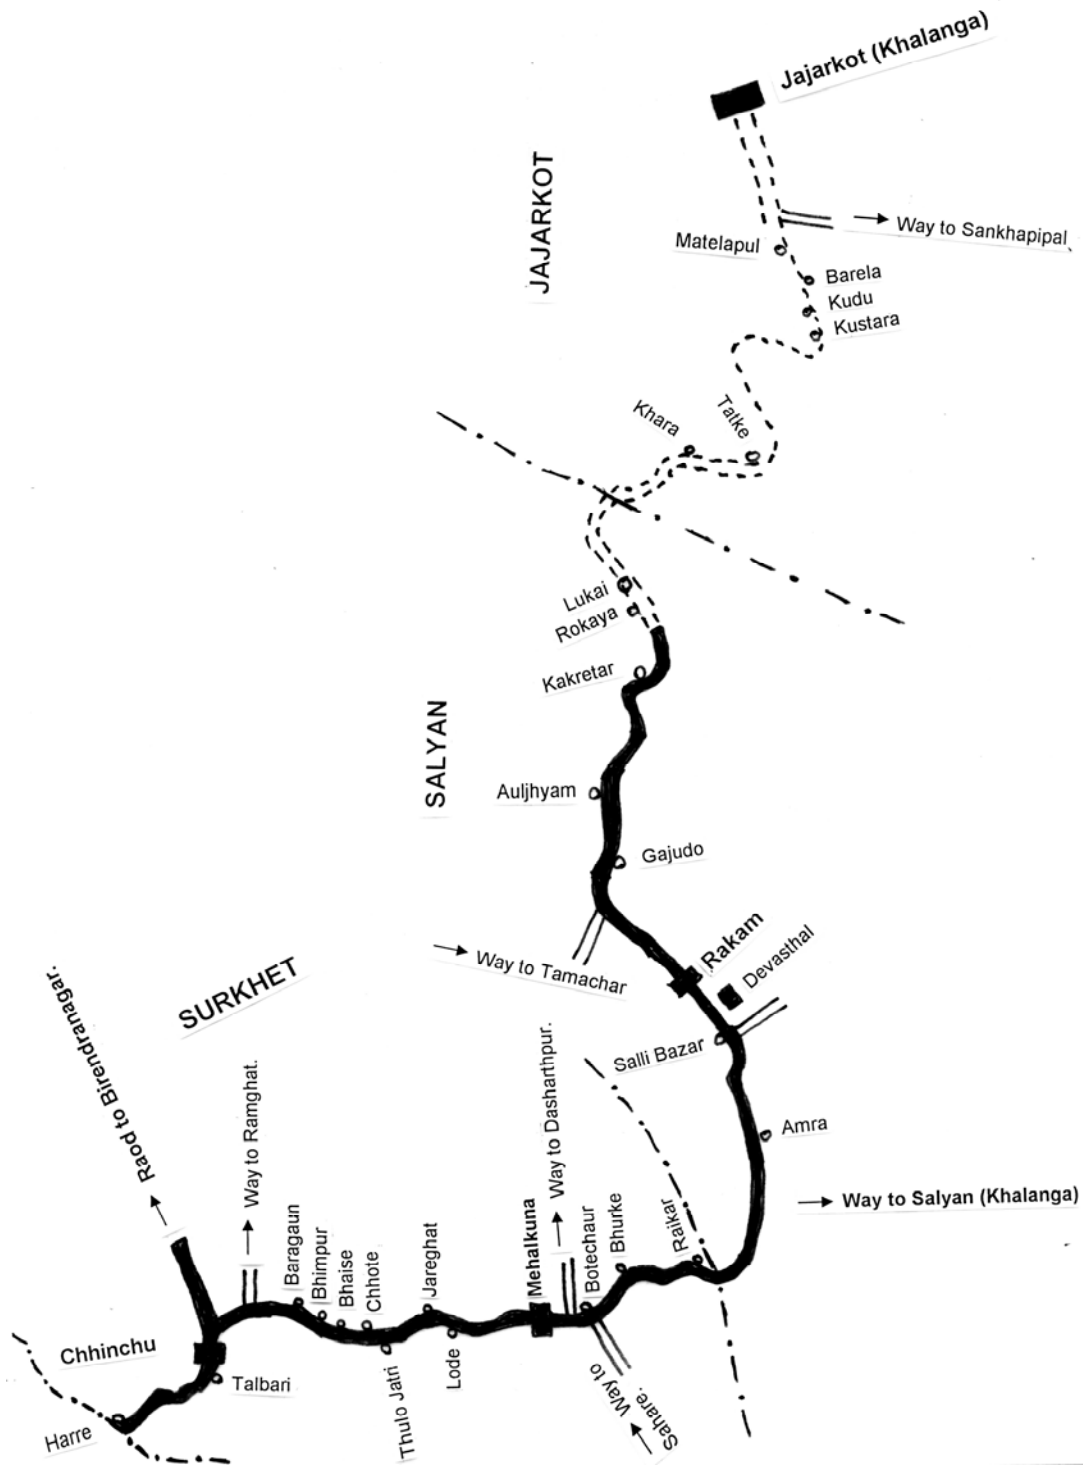 Jajarkot (Khalanga)
JAJARKOT
Way to Sankhapipal
Matelapul
Barela
Kudu
Kustara
Tatke
Khara
Lukai
Rokaya
Kakretar
SALYAN
Auljhyam
Gajudo
Rakam
Devasthal
Way to Tamachar
SURKHET
Salli Bazar
Amra
Raod to Birendranagar.
Way to Ramghat.
Way to Dasharthpur.
Way to Salyan (Khalanga)
Baragaun
Bhimpur
Bhaise
Chhote
Jareghat
Mehalkuna
Botechaur
Bhurke
Raikar
Chhinchu
Talbari
Thulo Jatri
Lode
Way to
Sahare.
Harre